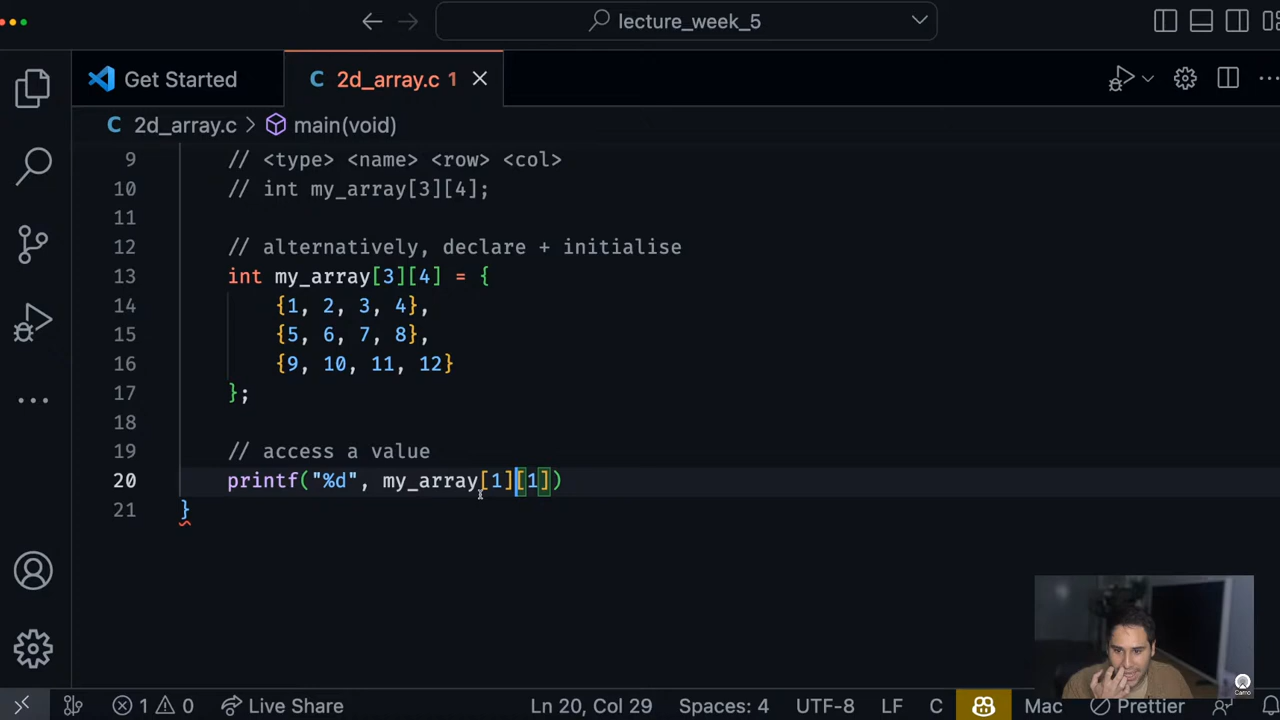 lecture_week_5
Get Started
C 2d_array.c 1
C 2d_array.c > main(void)
9 // <type> <name> <row> <col>
10 // int my_array[3][4];
11
12 // alternatively, declare + initialise
13 int my_array[3][4] = {
14 {1, 2, 3, 4},
15 {5, 6, 7, 8},
16 {9, 10, 11, 12}
17 };
18
19 // access a value
20 printf("%d", my_array[1][1])
21 }
1 0 Live Share Ln 20, Col 29 Spaces: 4 UTF-8 LF C Mac Prettier